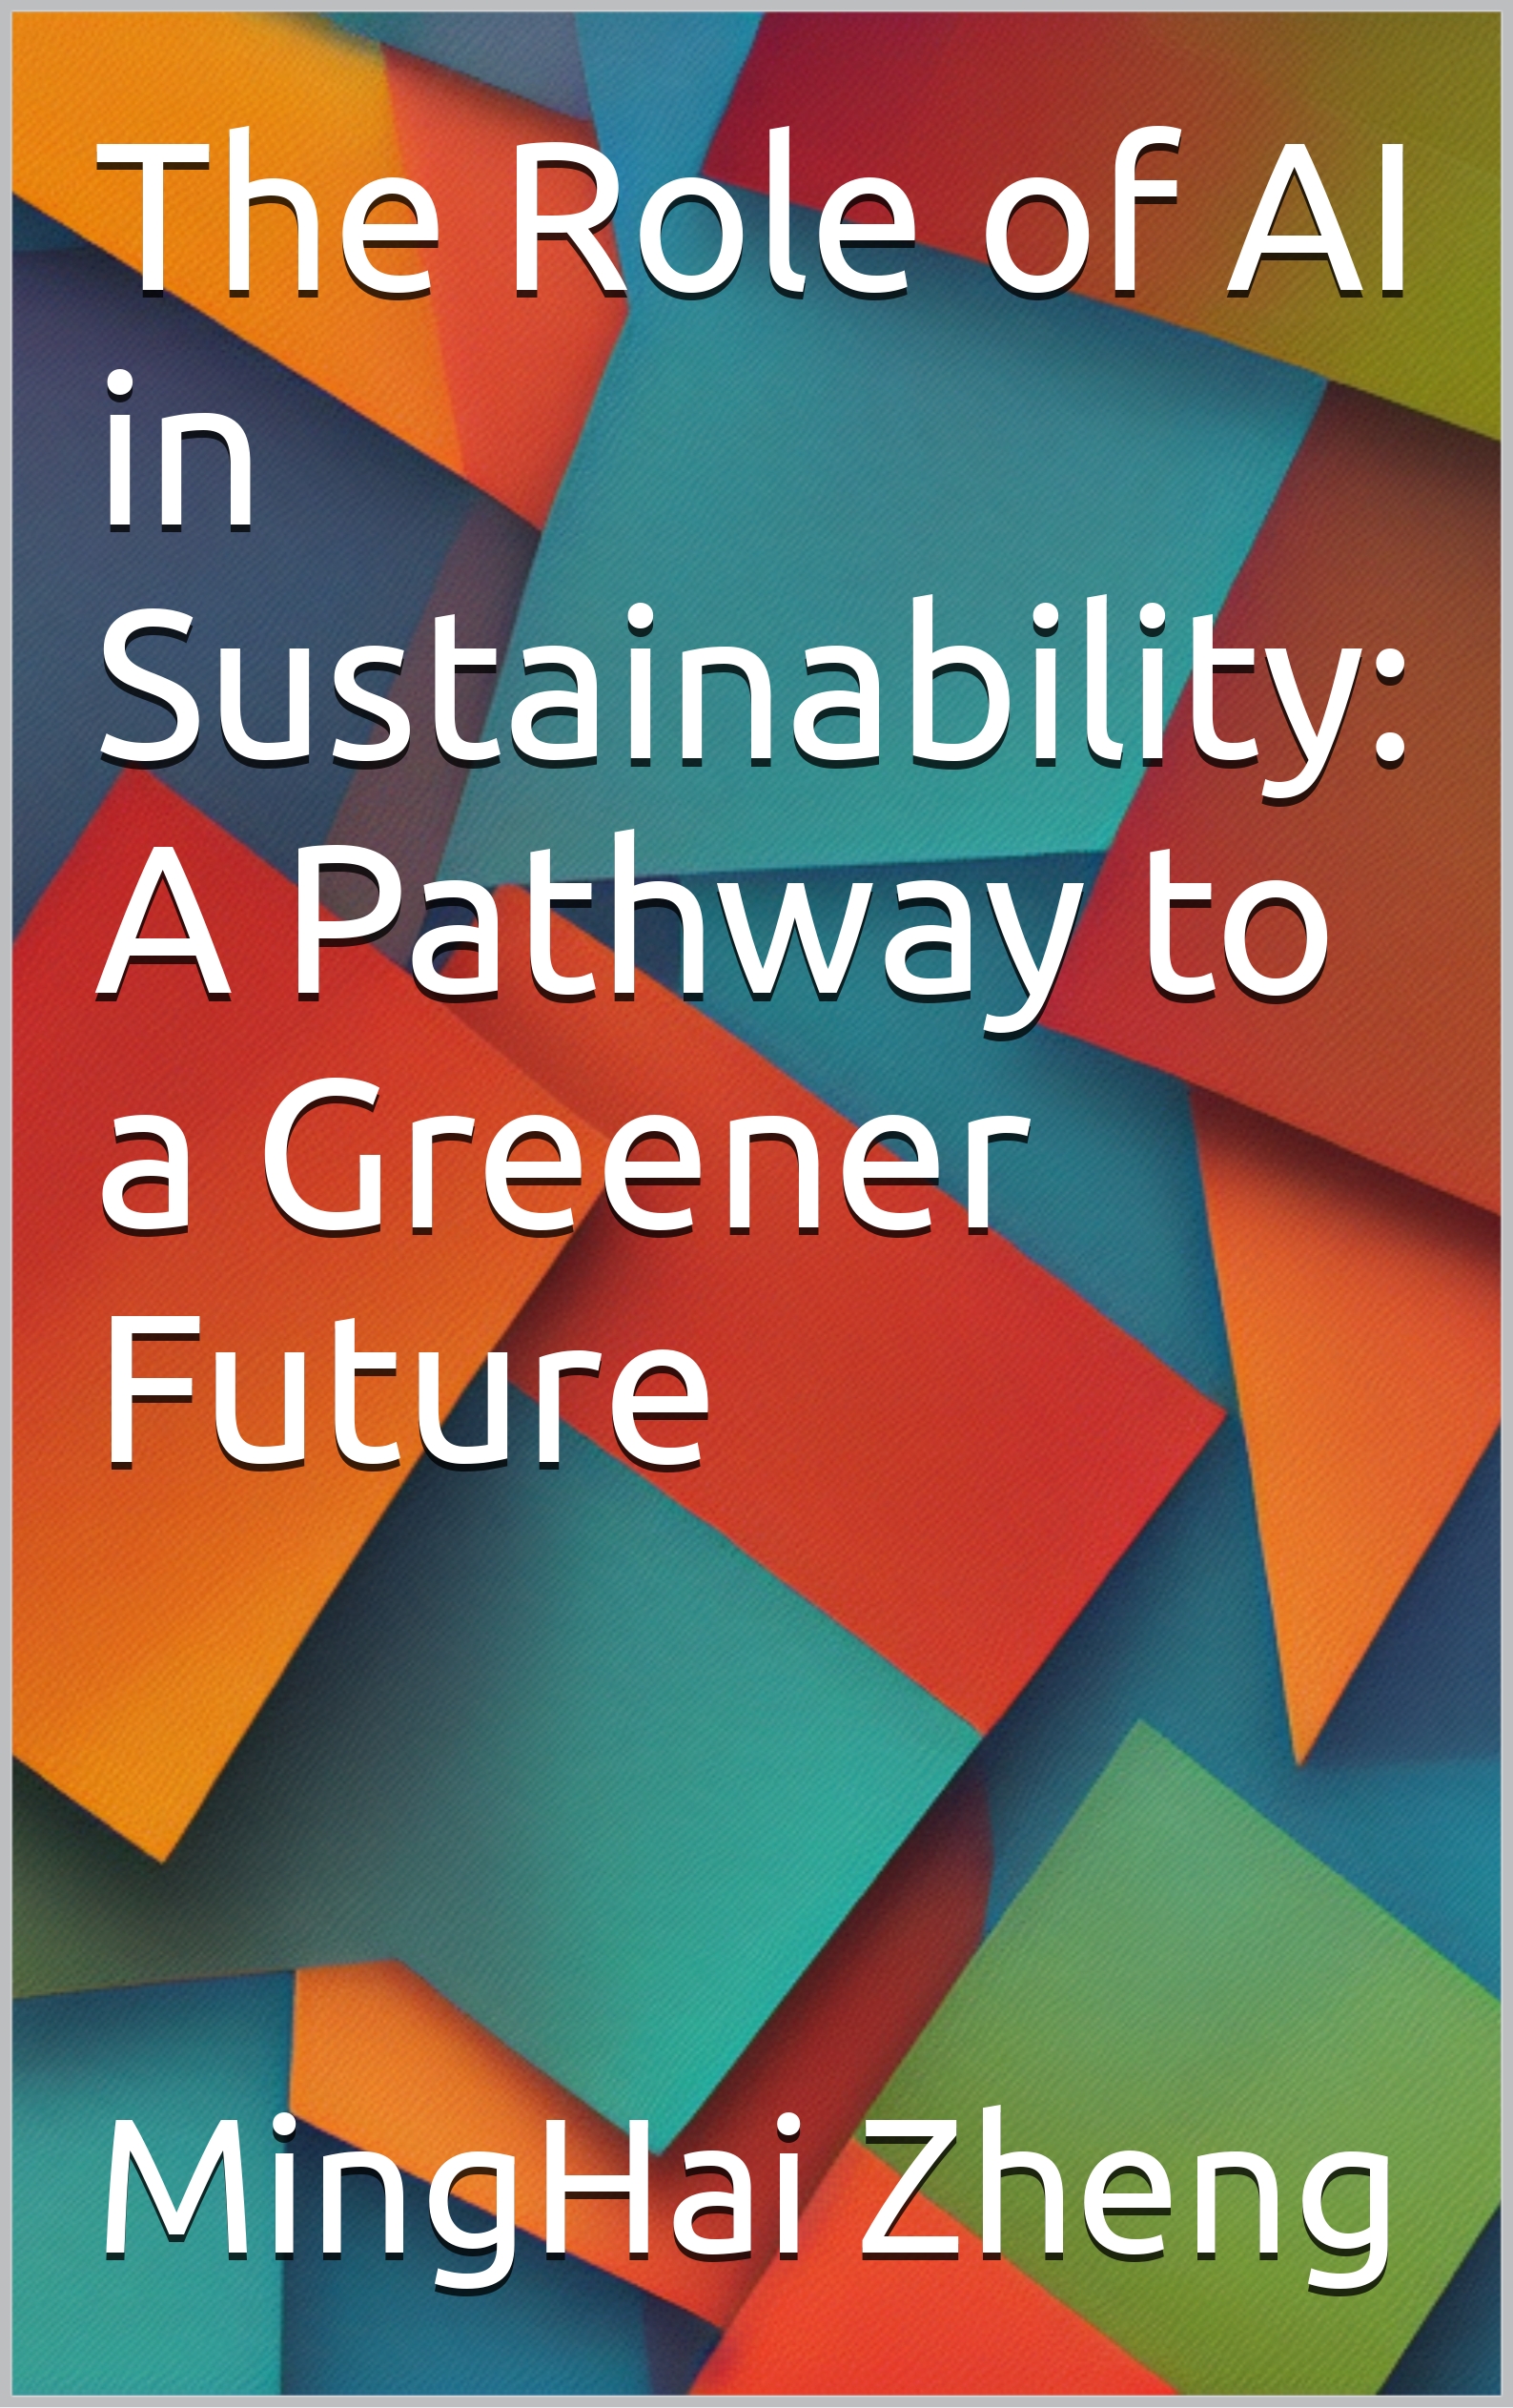 The Role of AI
in
Sustainability:
A Pathway to
a Greener
Future
MingHai Zheng